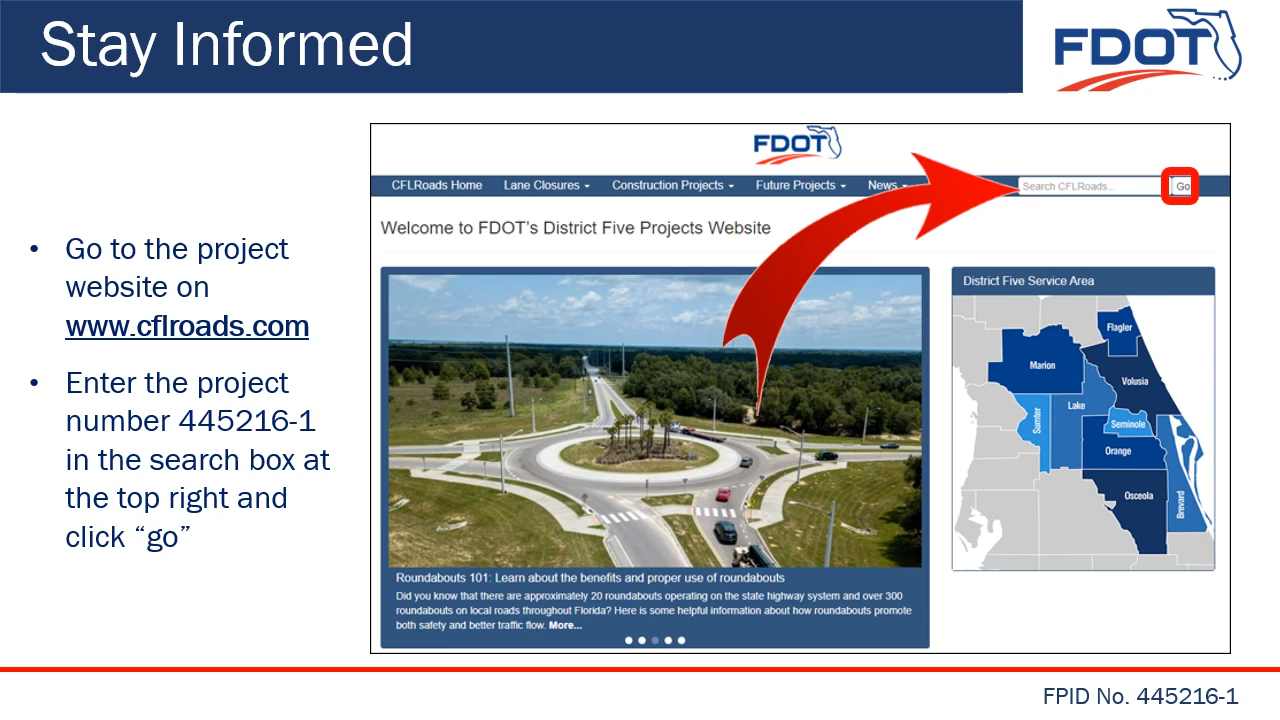 Stay Informed
FDOT
• Go to the project
website on
www.cflroads.com
• Enter the project
number 445216-1
in the search box at
the top right and
click “go”
FDOT
CFLRoads Home Lane Closures Construction Projects Future Projects News Search CFLRoads... Go
Welcome to FDOT's District Five Projects Website
Roundabouts 101: Learn about the benefits and proper use of roundabouts
Did you know that there are approximately 20 roundabouts operating on the state highway system and over 300
roundabouts on local roads throughout Florida? Here is some helpful information about how roundabouts promote
both safety and better traffic flow. More...
District Five Service Area
Flagler
Marion
Volusia
Lake
Sumter
Seminole
Orange
Osceola
Brevard
FPID No. 445216-1